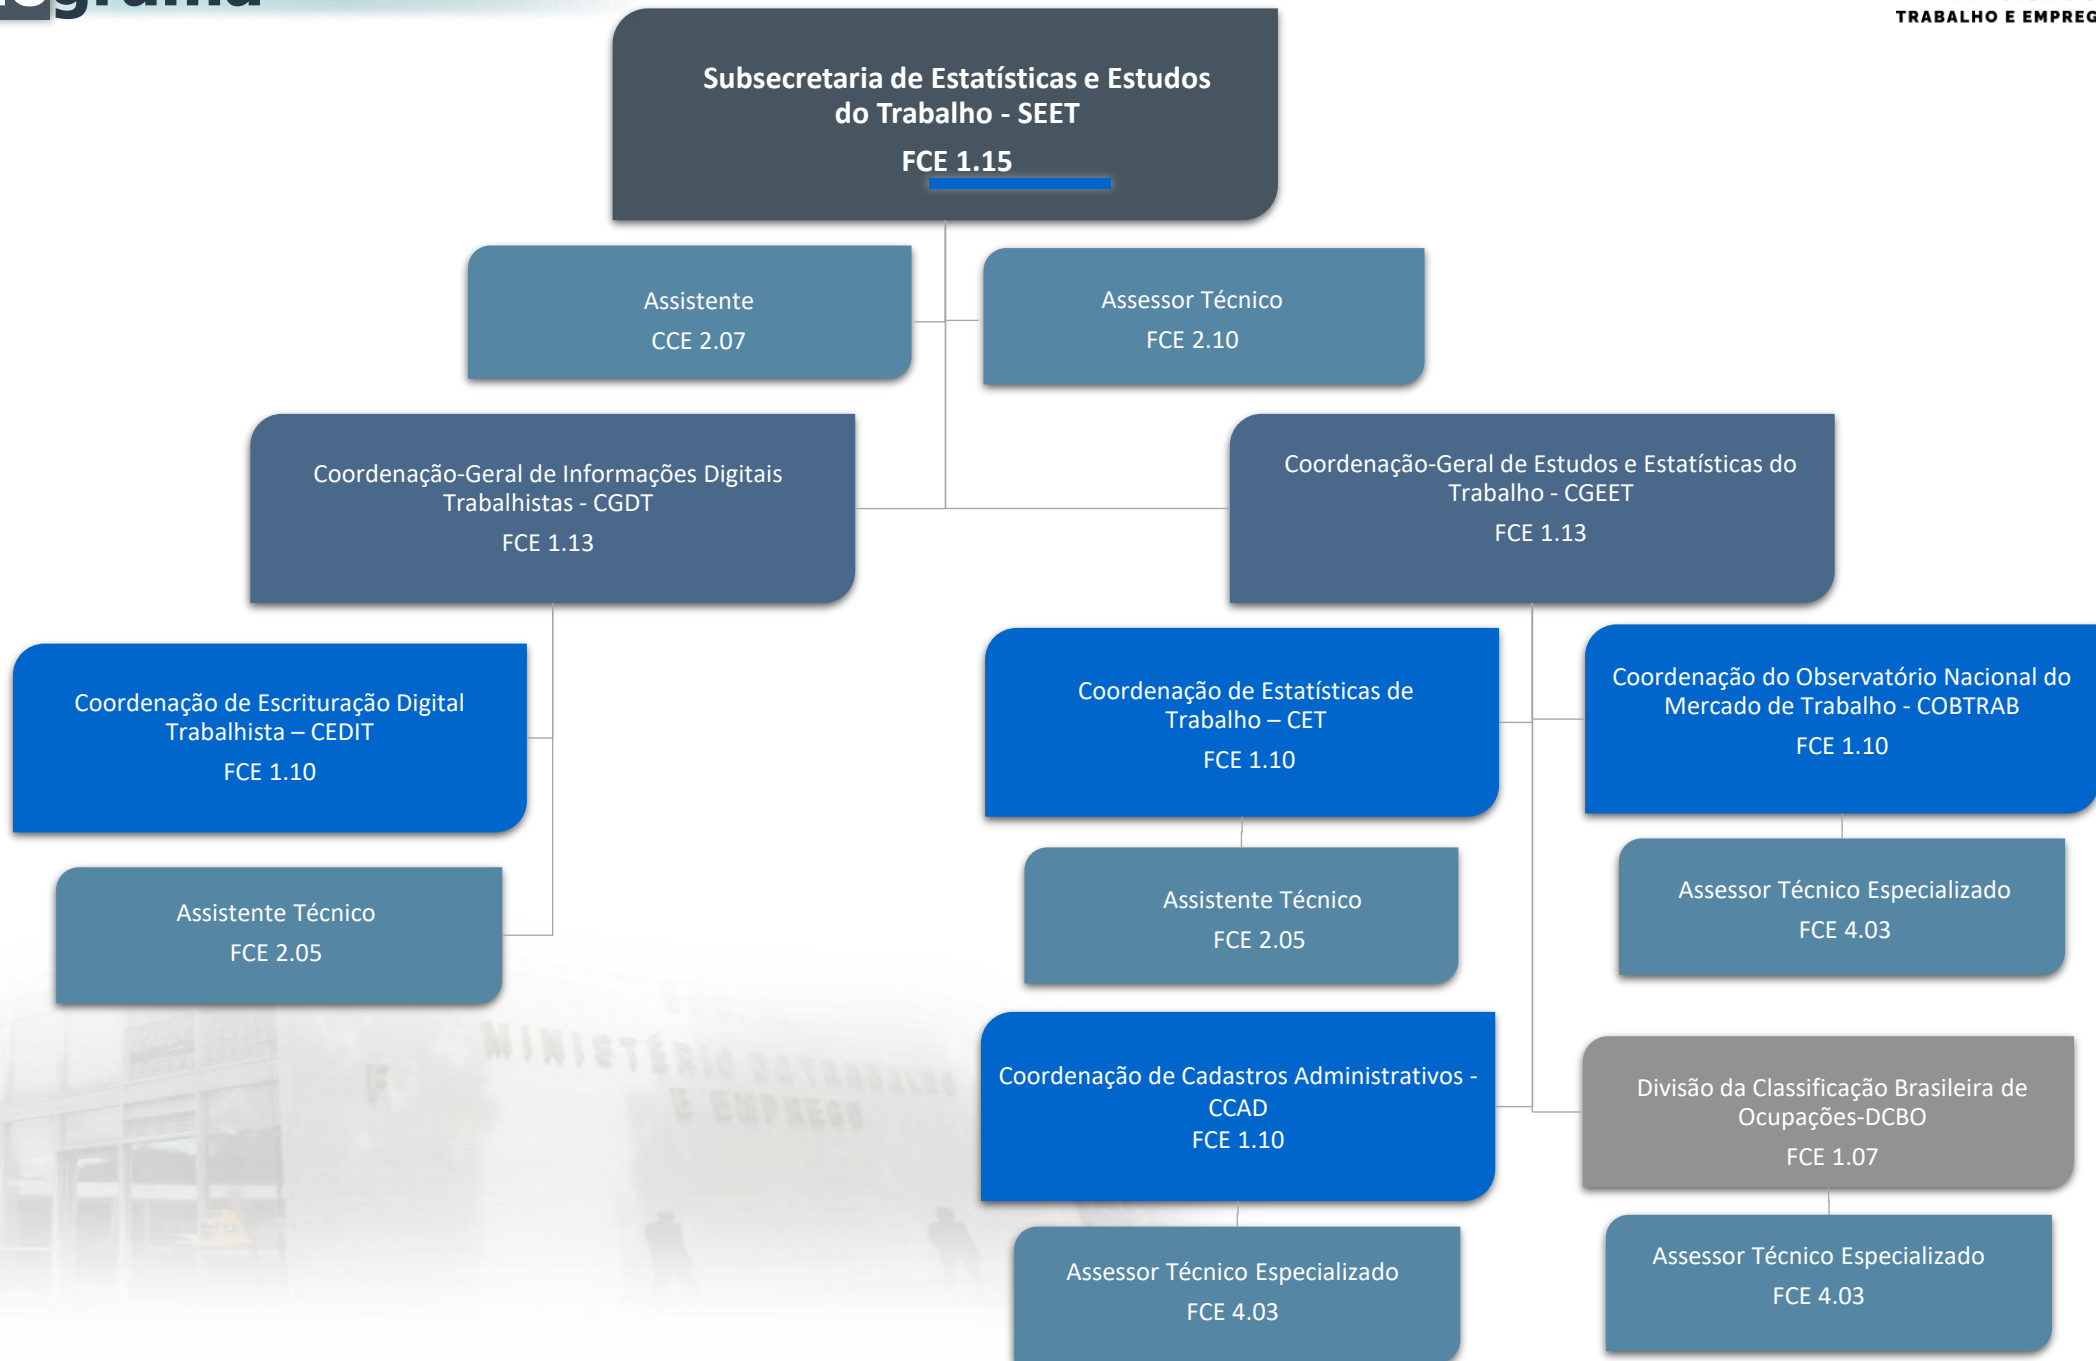 TRABALHO E EMPREG
Subsecretaria de Estatísticas e Estudos
do Trabalho - SEET
FCE 1.15
Assistente
CCE 2.07
Assessor Técnico
FCE 2.10
Coordenação-Geral de Informações Digitais
Trabalhistas - CGDT
FCE 1.13
Coordenação-Geral de Estudos e Estatísticas do
Trabalho - CGEET
FCE 1.13
Coordenação de Escrituração Digital
Trabalhista – CEDIT
FCE 1.10
Coordenação de Estatísticas de
Trabalho – CET
FCE 1.10
Coordenação do Observatório Nacional do
Mercado de Trabalho - COBTRAB
FCE 1.10
Assistente Técnico
FCE 2.05
Assistente Técnico
FCE 2.05
Assessor Técnico Especializado
FCE 4.03
MINISTÉRIO DO TRABALHO
E EMPREGO
Coordenação de Cadastros Administrativos -
CCAD
FCE 1.10
Divisão da Classificação Brasileira de
Ocupações-DCBO
FCE 1.07
Assessor Técnico Especializado
FCE 4.03
Assessor Técnico Especializado
FCE 4.03